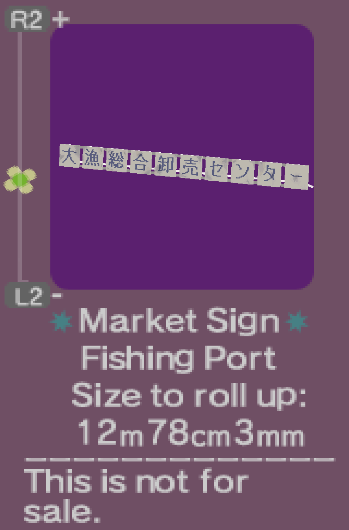 R2 +
大漁総合卸売センター
L2 -
Market Sign
Fishing Port
Size to roll up:
12m78cm3mm
This is not for
sale.